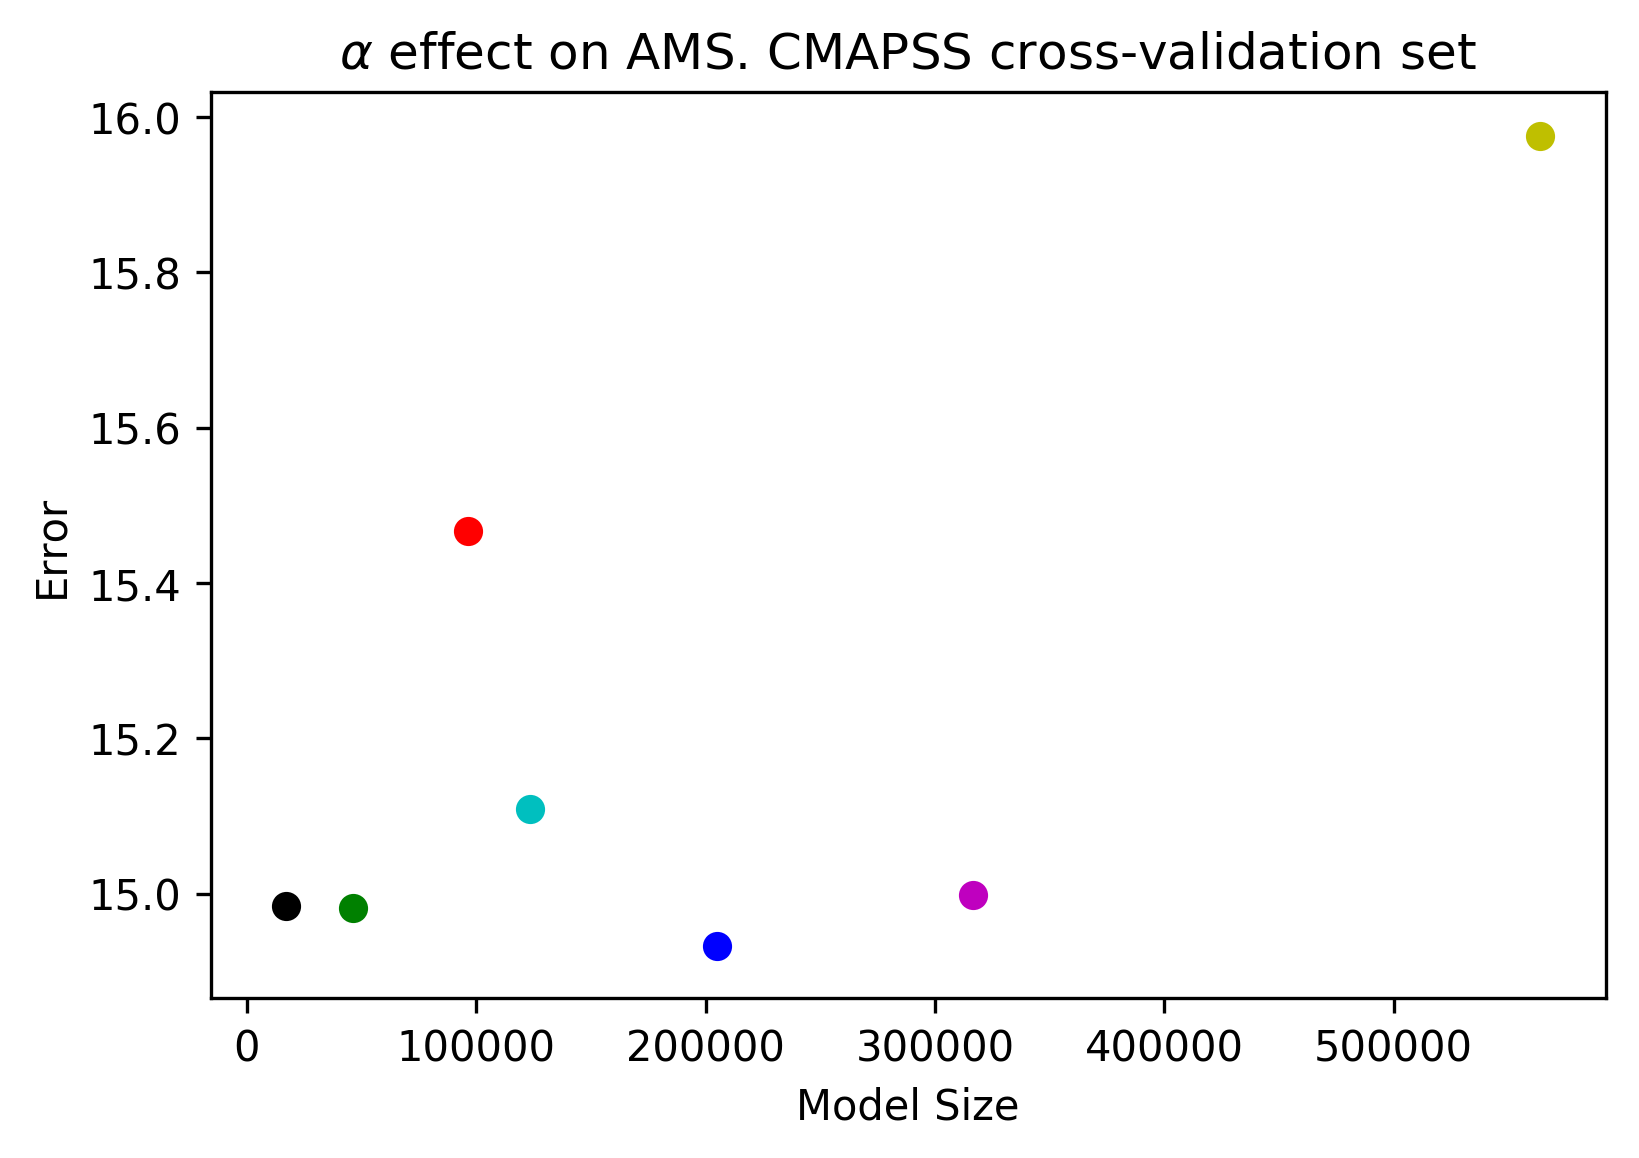 α effect on AMS. CMAPSS cross-validation set
16.0
15.8
15.6
15.4
15.2
15.0
Error
0 100000 200000 300000 400000 500000
Model Size